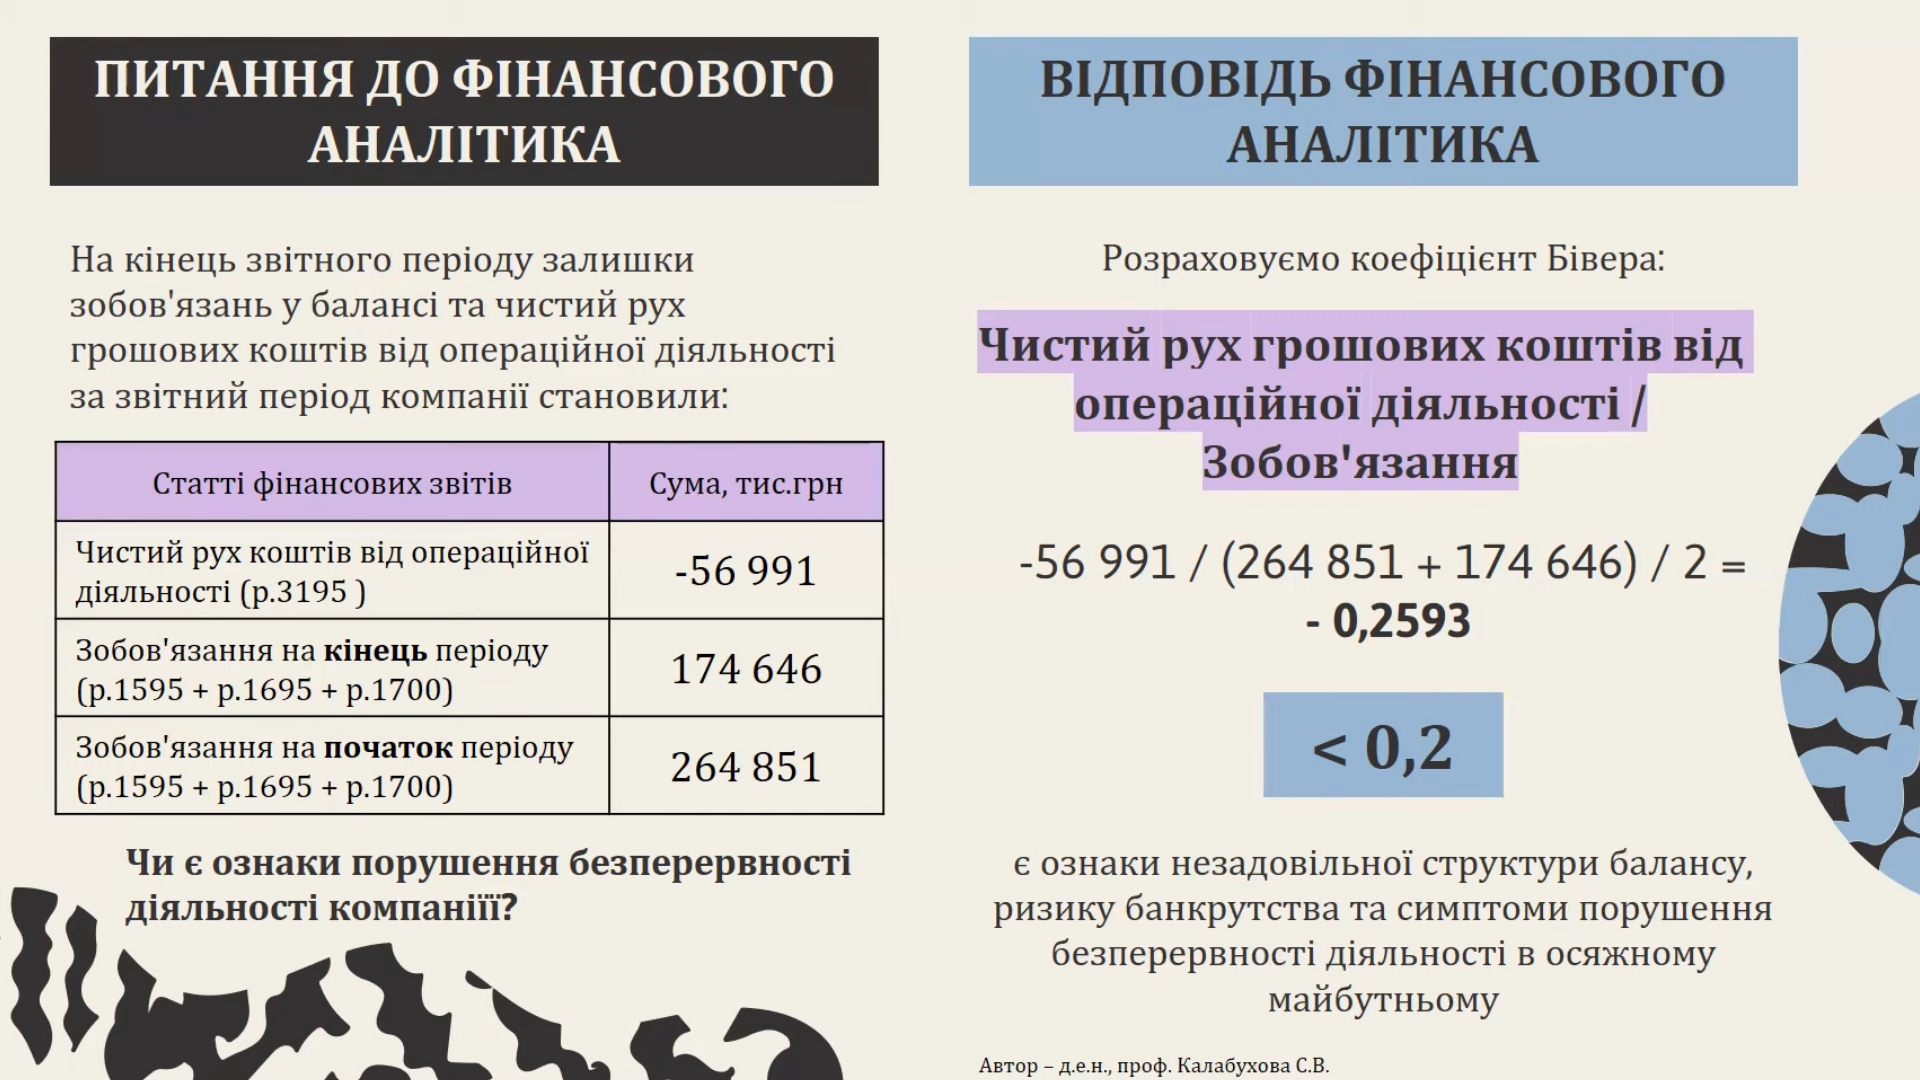 ПИТАННЯ ДО ФІНАНСОВОГО
АНАЛІТИКА
На кінець звітного періоду залишки
зобов'язань у балансі та чистий рух
грошових коштів від операційної діяльності
за звітний період компанії становили:
Статті фінансових звітів
Сума, тис.грн
Чистий рух коштів від операційної
діяльності (р.3195 )
-56 991
Зобов'язання на кінець періоду
(р.1595 + р.1695 + р.1700)
174 646
Зобов'язання на початок періоду
(р.1595 + р.1695 + р.1700)
264 851
Чи є ознаки порушення безперервності
діяльності компаніїї?
ВІДПОВІДЬ ФІНАНСОВОГО
АНАЛІТИКА
Розраховуємо коефіцієнт Бівера:
Чистий рух грошових коштів від
операційної діяльності /
Зобов'язання
-56 991 / (264 851 + 174 646) / 2 =
- 0,2593
< 0,2
є ознаки незадовільної структури балансу,
ризику банкрутства та симптоми порушення
безперервності діяльності в осяжному
майбутньому
Автор – д.е.н., проф. Калабухова С.В.